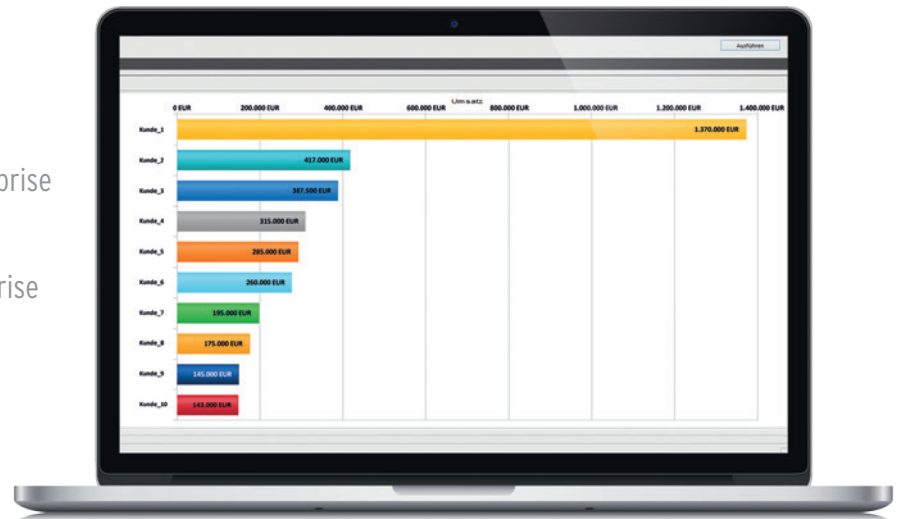 Ausführen
Umsatz
0 EUR 200.000 EUR 400.000 EUR 600.000 EUR 800.000 EUR 1.000.000 EUR 1.200.000 EUR 1.400.000 EUR
Kunde_1 1.370.000 EUR
Kunde_2 417.000 EUR
prise
Kunde_3 387.500 EUR
Kunde_4 315.000 EUR
Kunde_5 285.000 EUR
Kunde_6 260.000 EUR
rise
Kunde_7 195.000 EUR
Kunde_8 175.000 EUR
Kunde_9 145.000 EUR
Kunde_10 143.000 EUR